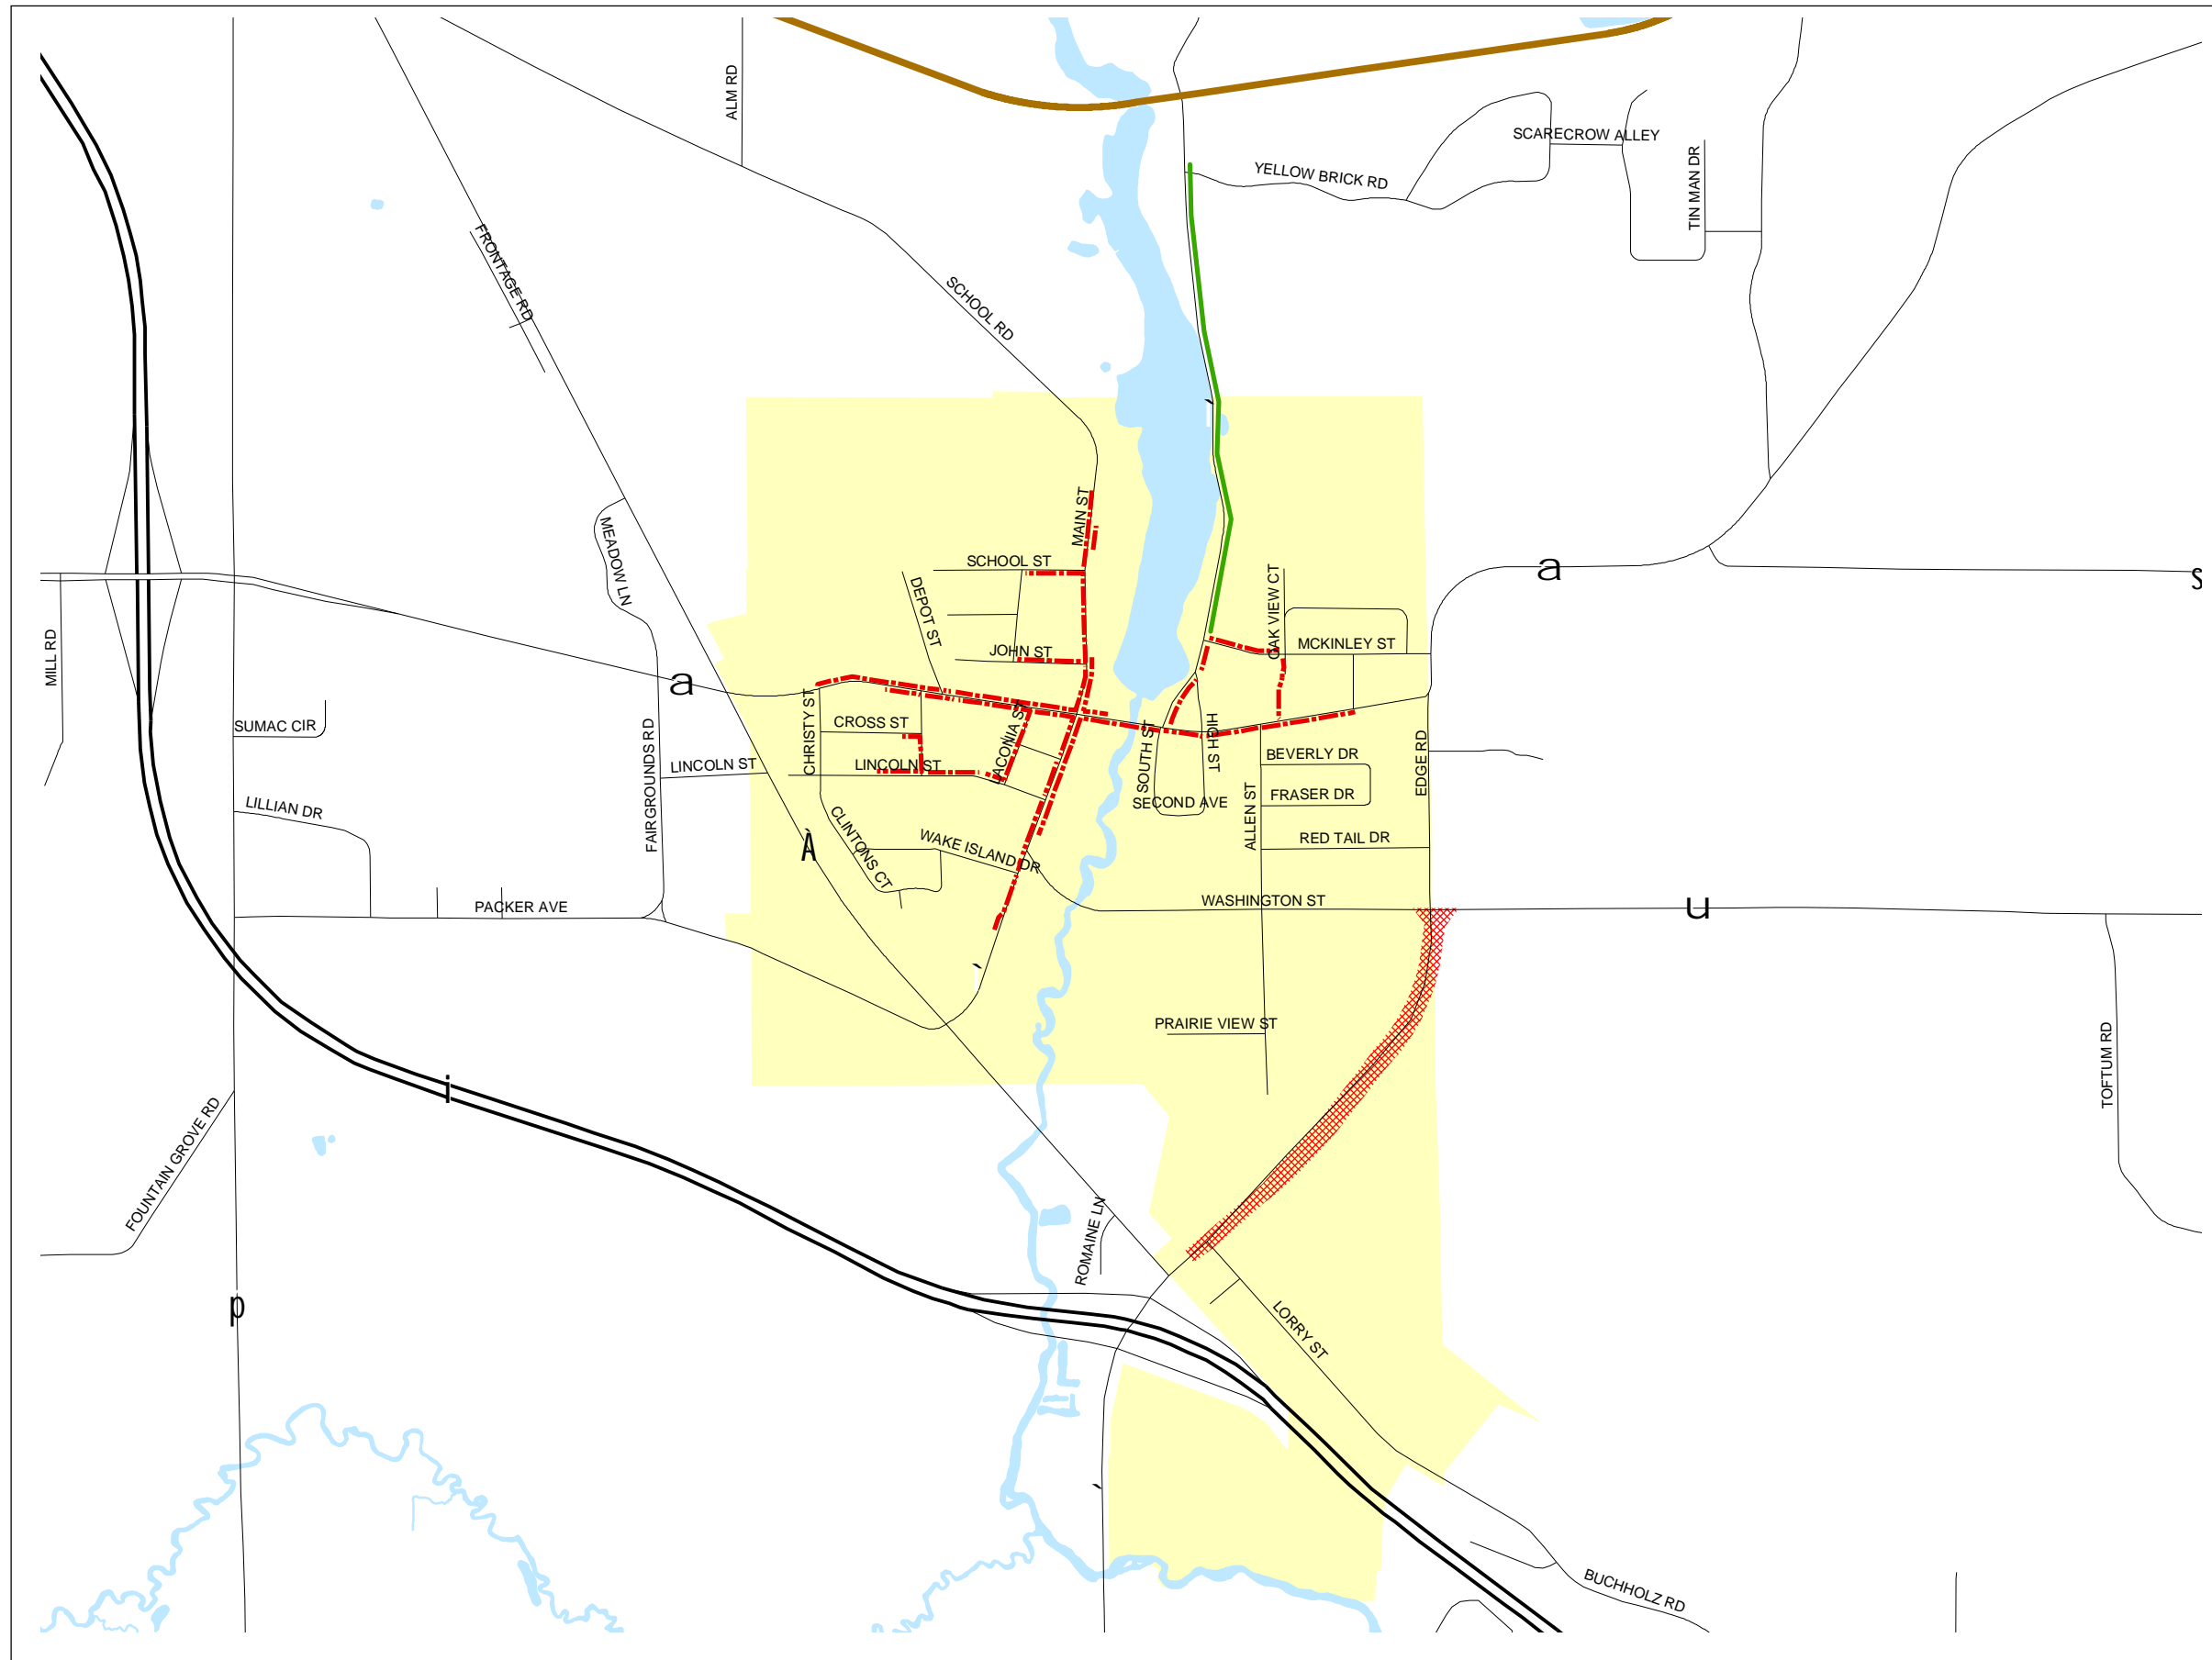 ALM RD
SCARECROW ALLEY
YELLOW BRICK RD
TIN MAN DR
FRONTAGE RD
SCHOOL RD
MAIN ST
MEADOW LN
SCHOOL ST
a
s
DEPOT ST
OAK VIEW CT
MILL RD
JOHN ST
MCKINLEY ST
a
SUMAC CIR
CHRISTY ST
CROSS ST
LACONIA ST
SOUTH ST
HIGH ST
FAIRGROUNDS RD
LINCOLN ST
LINCOLN ST
BEVERLY DR
EDGE RD
LILLIAN DR
SECOND AVE
ALLEN ST
FRASER DR
CLINTONS CT
À
WAKE ISLAND DR
RED TAIL DR
PACKER AVE
WASHINGTON ST
u
PRAIRIE VIEW ST
TOFTUM RD
i
FOUNTAIN GROVE RD
ROMAINE LN
p
LORRY ST
BUCHHOLZ RD